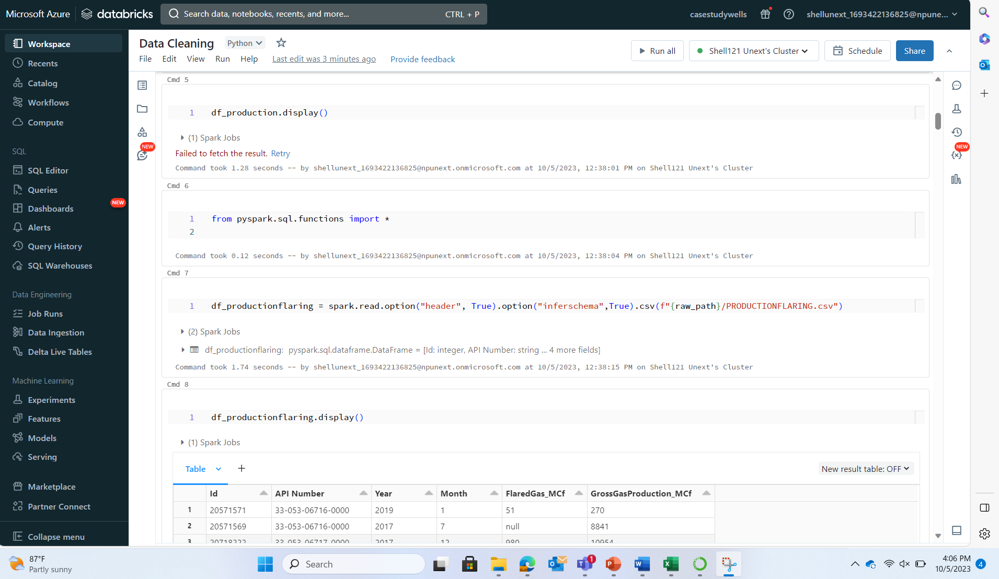 Microsoft Azure databricks Search data, notebooks, recents, and more... CTRL + P casestudywells shellunext_1693422136825@npune...
Workspace
Recents
Catalog
Workflows
Compute
SQL
SQL Editor
Queries
NEW
Dashboards
Alerts
Query History
SQL Warehouses
Data Engineering
Job Runs
Data Ingestion
Delta Live Tables
Machine Learning
Experiments
Features
Models
Serving
Marketplace
Partner Connect
Collapse menu
Data Cleaning Python
File Edit View Run Help Last edit was 3 minutes ago Provide feedback
Run all Shell121 Unext's Cluster Schedule Share
NEW
NEW
Cmd 5
1 df_production.display()
(1) Spark Jobs
Failed to fetch the result. Retry
Command took 1.28 seconds -- by shellunext_1693422136825@npunext.onmicrosoft.com at 10/5/2023, 12:38:01 PM on Shell121 Unext's Cluster
Cmd 6
1 from pyspark.sql.functions import *
2
Command took 0.12 seconds -- by shellunext_1693422136825@npunext.onmicrosoft.com at 10/5/2023, 12:38:04 PM on Shell121 Unext's Cluster
Cmd 7
1 df_productionflaring = spark.read.option("header", True).option("inferschema",True).csv(f"{raw_path}/PRODUCTIONFLARING.csv")
(2) Spark Jobs
df_productionflaring: pyspark.sql.dataframe.DataFrame = [Id: integer, API Number: string ... 4 more fields]
Command took 1.74 seconds -- by shellunext_1693422136825@npunext.onmicrosoft.com at 10/5/2023, 12:38:15 PM on Shell121 Unext's Cluster
Cmd 8
1 df_productionflaring.display()
(1) Spark Jobs
Table + New result table: OFF
Id API Number Year Month FlaredGas_MCf GrossGasProduction_MCf
1 20571571 33-053-06716-0000 2019 1 51 270
2 20571569 33-053-06716-0000 2017 7 null 8841
3 20718222 33-053-06717-0000 2017 12 980 10954
87°F
Partly sunny
Search
1
4:06 PM
10/5/2023
4